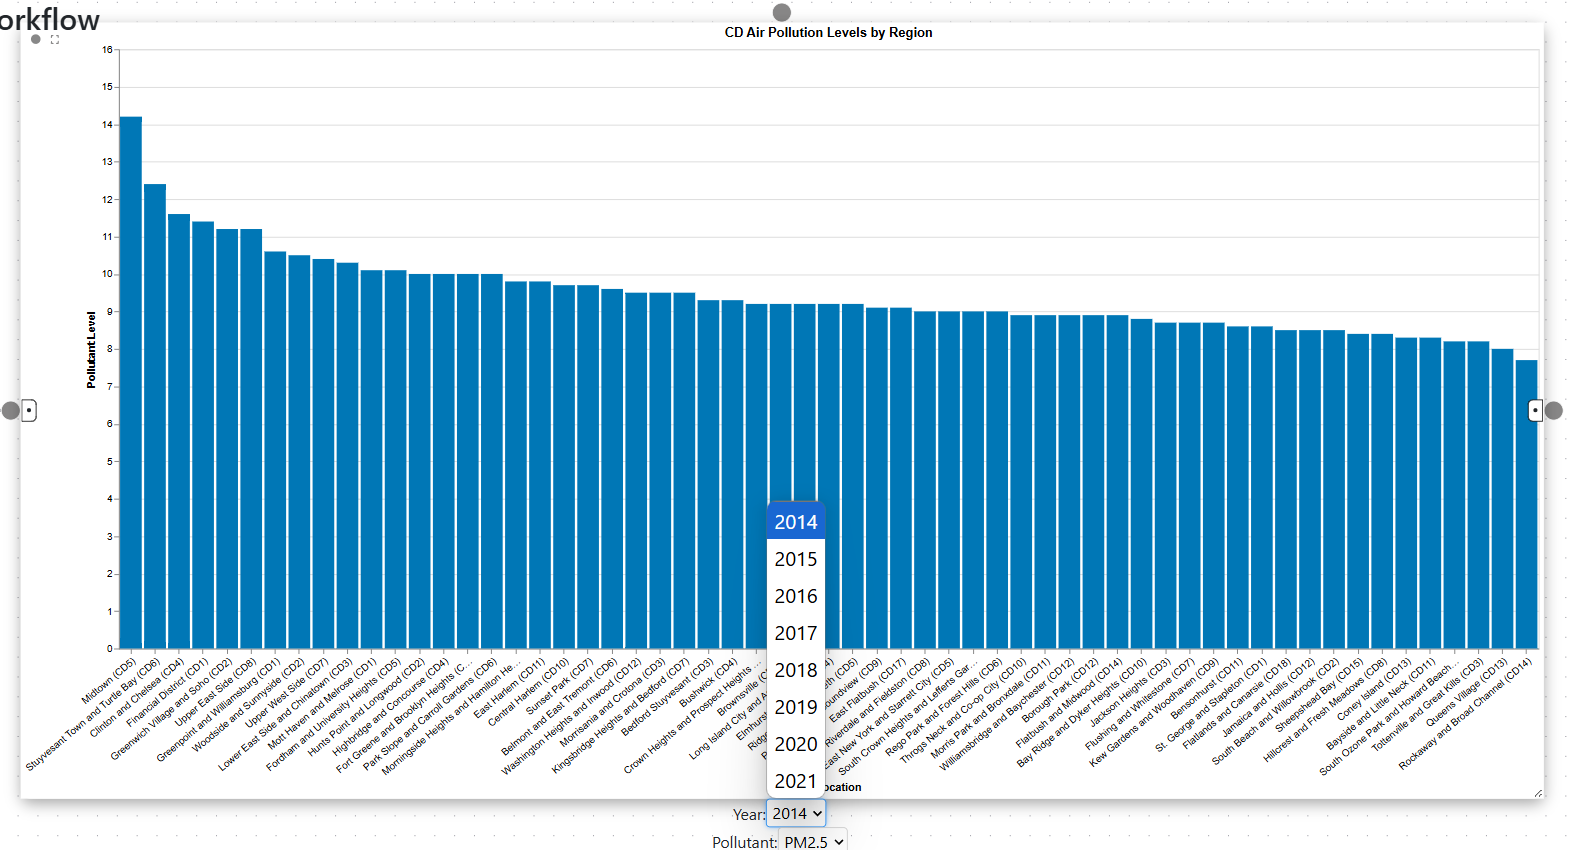 orkflow
CD Air Pollution Levels by Region
16
15
14
13
12
11
10
9
8
7
6
5
4
3
2
1
0
Pollutant Level
Midtown (CD5)
Stuyvesant Town and Turtle Bay (CD6)
Clinton and Chelsea (CD4)
Financial District (CD1)
Greenwich Village and Soho (CD2)
Upper East Side (CD8)
Greenpoint and Williamsburg (CD1)
Woodside and Sunnyside (CD2)
Upper West Side (CD7)
Lower East Side and Chinatown (CD3)
Mott Haven and Melrose (CD1)
Fordham and University Heights (CD5)
Hunts Point and Longwood (CD2)
Highbridge and Concourse (CD4)
Fort Greene and Brooklyn Heights (C...
Park Slope and Carroll Gardens (CD6)
Morningside Heights and Hamilton He...
East Harlem (CD11)
Central Harlem (CD10)
Sunset Park (CD7)
Belmont and East Tremont (CD6)
Washington Heights and Inwood (CD12)
Morrisania and Crotona (CD3)
Kingsbridge Heights and Bedford (CD7)
Bedford Stuyvesant (CD3)
Bushwick (CD4)
Crown Heights and Prospect Heights ...
Brownsville (C
Long Island City and A
Elmhurst
Ridg
East Flatbush (CD17)
Riverdale and Fieldston (CD8)
East New York and Starrett City (CD5)
South Crown Heights and Lefferts Gar...
Rego Park and Forest Hills (CD6)
Throgs Neck and Co-op City (CD10)
Morris Park and Bronxdale (CD11)
Williamsbridge and Baychester (CD12)
Borough Park (CD12)
Flatbush and Midwood (CD14)
Bay Ridge and Dyker Heights (CD10)
Jackson Heights (CD3)
Flushing and Whitestone (CD7)
Kew Gardens and Woodhaven (CD9)
Bensonhurst (CD11)
St. George and Stapleton (CD1)
Flatlands and Canarsie (CD18)
Jamaica and Hollis (CD12)
South Beach and Willowbrook (CD2)
Sheepshead Bay (CD15)
Hillcrest and Fresh Meadows (CD8)
Coney Island (CD13)
Bayside and Little Neck (CD11)
South Ozone Park and Howard Beach...
Tottenville and Great Kills (CD3)
Queens Village (CD13)
Rockaway and Broad Channel (CD14)
2014
2015
2016
2017
2018
2019
2020
2021
ocation
Year: 2014
Pollutant: PM2.5